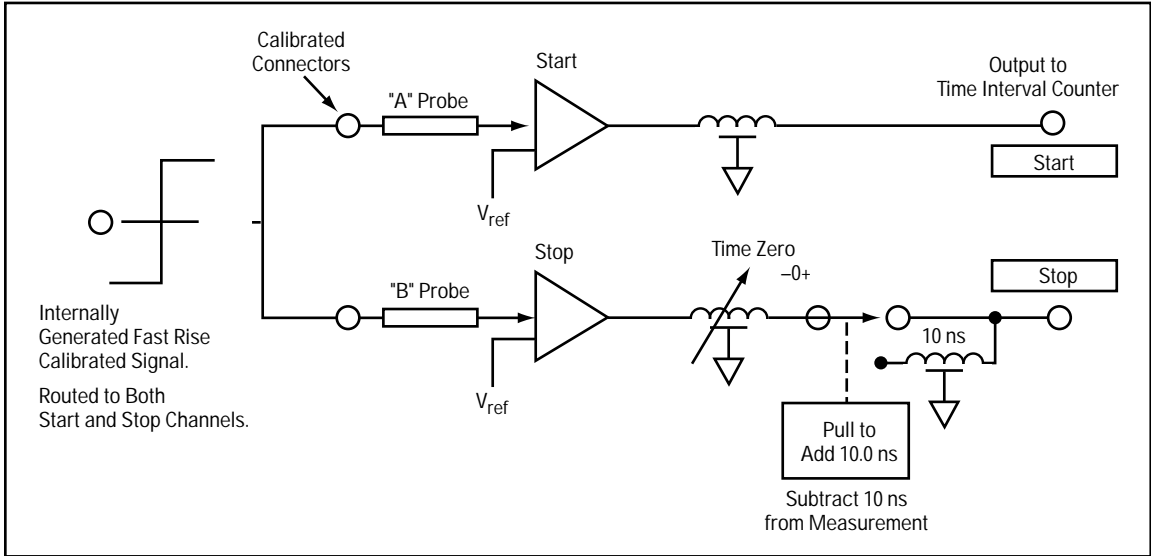 Calibrated
Connectors
"A" Probe
Start
Output to
Time Interval Counter
Start
Vref
Internally
Generated Fast Rise
Calibrated Signal.
Routed to Both
Start and Stop Channels.
"B" Probe
Stop
Vref
Time Zero
–0+
Stop
10 ns
Pull to
Add 10.0 ns
Subtract 10 ns
from Measurement